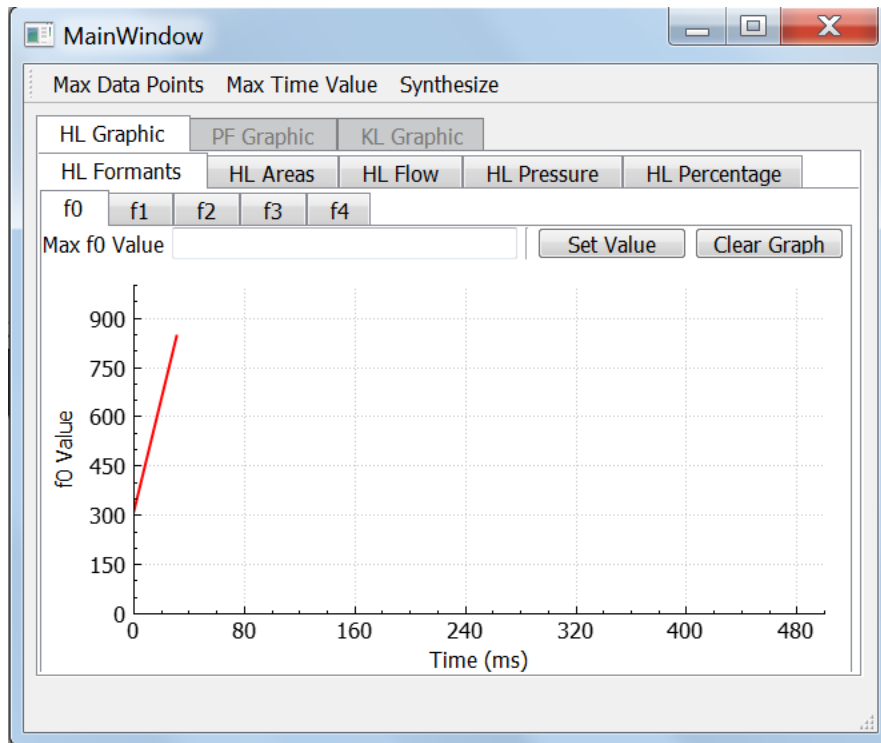 MainWindow
Max Data Points Max Time Value Synthesize
HL Graphic PF Graphic KL Graphic
HL Formants HL Areas HL Flow HL Pressure HL Percentage
f0 f1 f2 f3 f4
Max f0 Value Set Value Clear Graph
900
750
600
450
300
150
0
f0 Value
0 80 160 240 320 400 480
Time (ms)